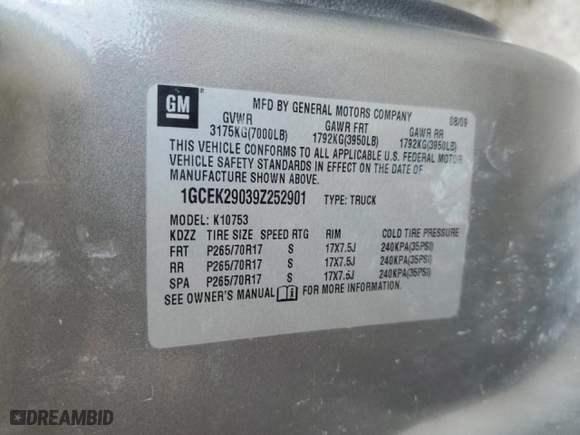 GM
MFD BY GENERAL MOTORS COMPANY 08/09
GVWR GAWR FRT GAWR RR
3175KG(7000LB) 1792KG(3950LB) 1792KG(3950LB)
THIS VEHICLE CONFORMS TO ALL APPLICABLE U.S. FEDERAL MOTOR
VEHICLE SAFETY STANDARDS IN EFFECT ON THE DATE OF
MANUFACTURE SHOWN ABOVE.
1GCEK29039Z252901 TYPE: TRUCK
MODEL: K10753
KDZZ TIRE SIZE SPEED RTG RIM COLD TIRE PRESSURE
FRT P265/70R17 S 17X7.5J 240KPA(35PSI)
RR P265/70R17 S 17X7.5J 240KPA(35PSI)
SPA P265/70R17 S 17X7.5J 240KPA(35PSI)
SEE OWNER'S MANUAL FOR MORE INFORMATION.
DREAMBID